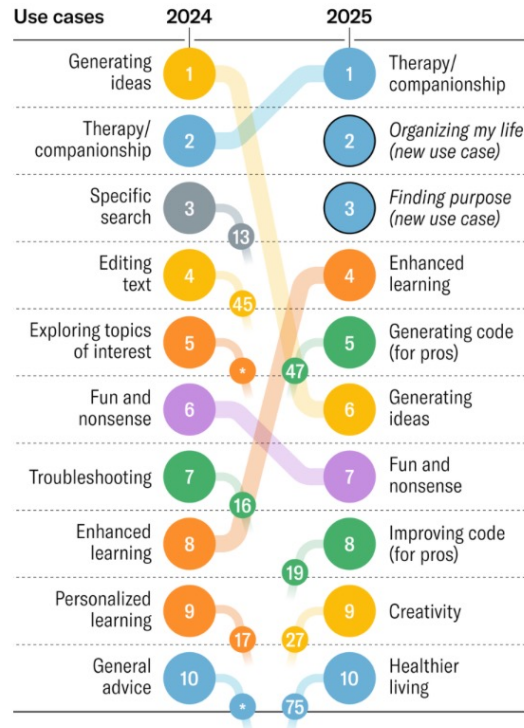 Use cases 2024 2025
Generating
ideas
1
1
Therapy/
companionship
Therapy/
companionship
2
2
Organizing my life
(new use case)
Specific
search
3
13
3
Finding purpose
(new use case)
Editing
text
4
45
4
Enhanced
learning
Exploring topics
of interest
5
*
47
5
Generating code
(for pros)
Fun and
nonsense
6
6
Generating
ideas
Troubleshooting
7
16
7
Fun and
nonsense
Enhanced
learning
8
19
8
Improving code
(for pros)
Personalized
learning
9
17
27
9
Creativity
General
advice
10
*
75
10
Healthier
living